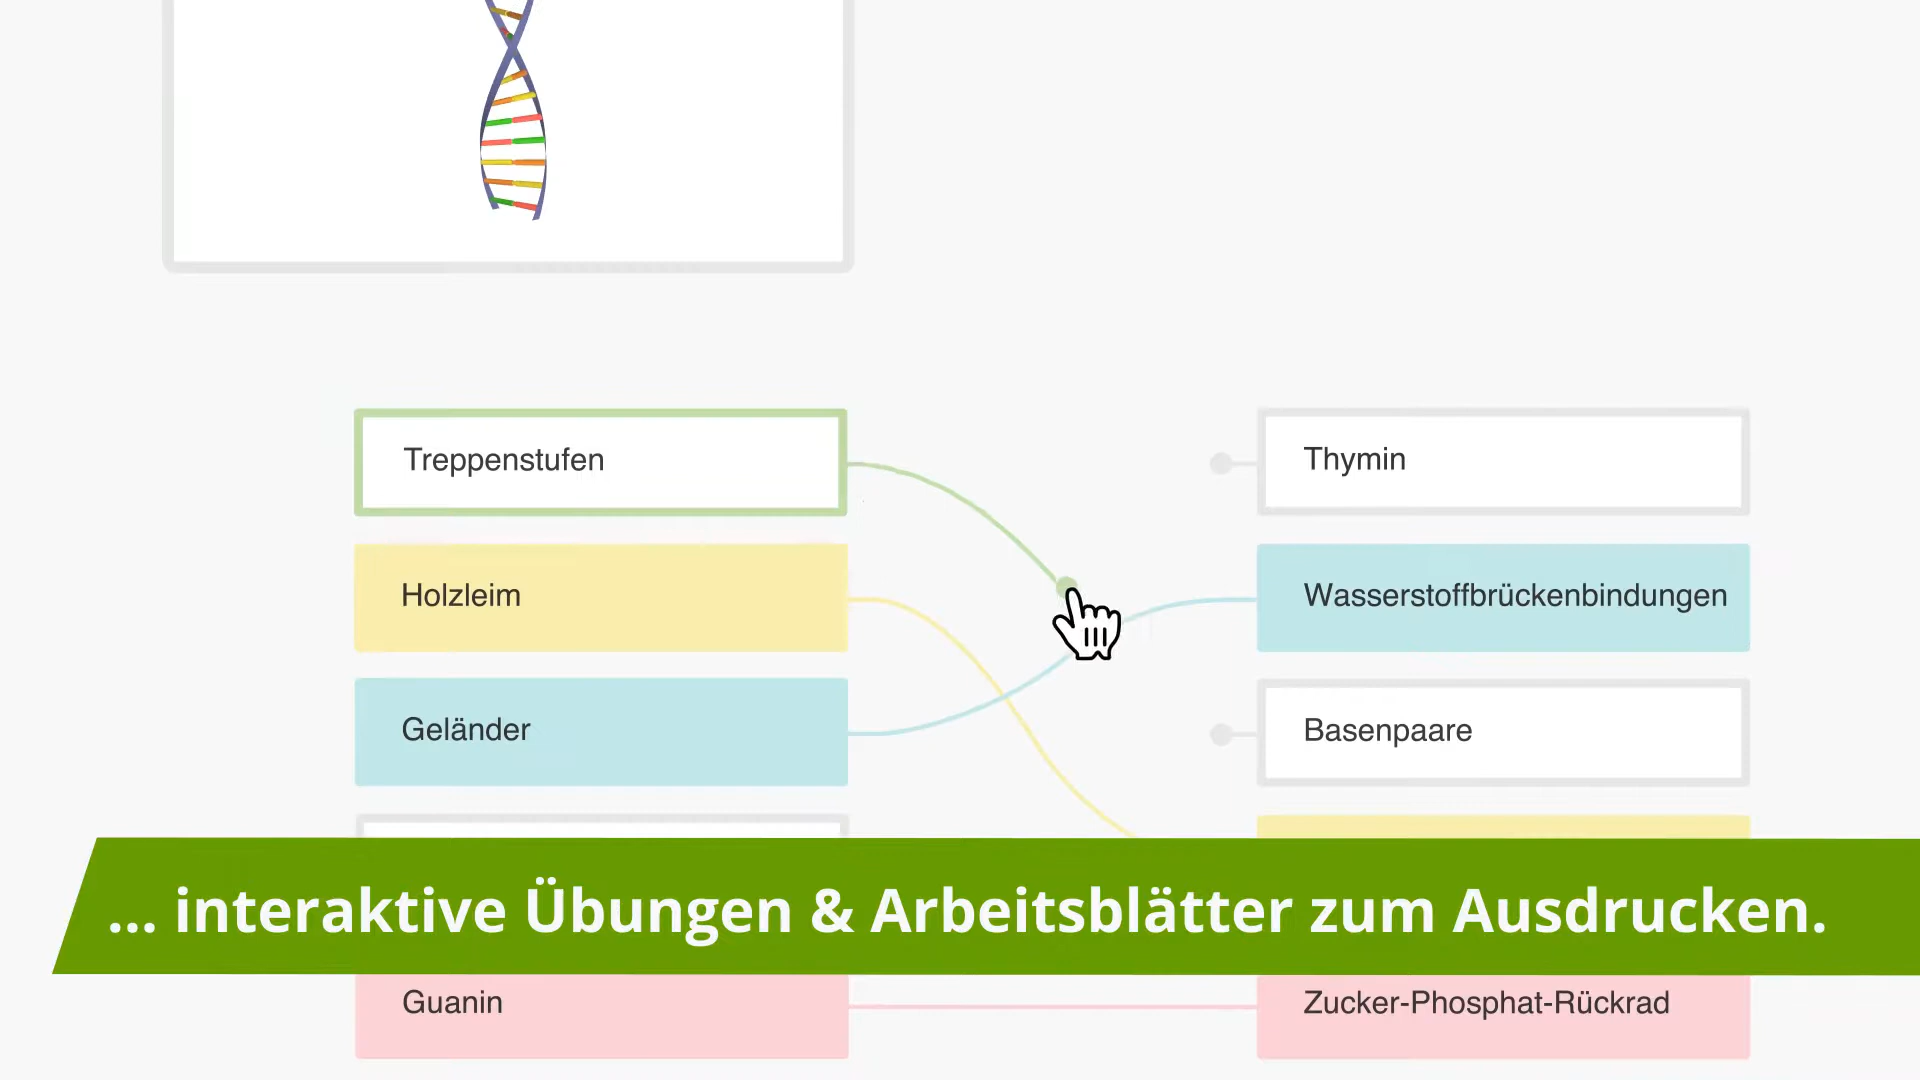 Treppenstufen
Thymin
Holzleim
Wasserstoffbrückenbindungen
Geländer
Basenpaare
... interaktive Übungen & Arbeitsblätter zum Ausdrucken.
Guanin
Zucker-Phosphat-Rückrad